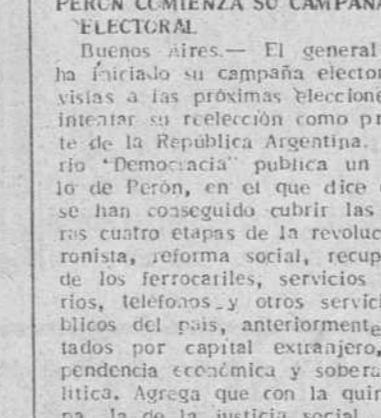 PERON COMIENZA SU CAMPAÑA
ELECTORAL
Buenos Aires.— El general
ha iniciado su campaña elector
vistas a las próximas eleccione
intentar su reelección como pr
te de la República Argentina.
rio "Democracia" publica un
lo de Perón, en el que dice
se han conseguido cubrir las
ras cuatro etapas de la revoluc
ronista, reforma social, recup
de los ferrocariles, servicios
rios, teléfonos y otros servici
blicos del país, anteriormente
tados por capital extranjero,
pendencia económica y sobera
lítica. Agrega que con la quin
pa, la de la justicia social